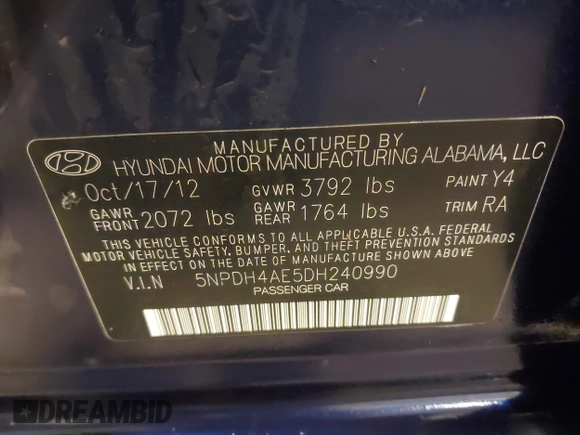 MANUFACTURED BY
HYUNDAI MOTOR MANUFACTURING ALABAMA, LLC
Oct/17/12 GVWR 3792 lbs PAINT Y4
GAWR FRONT 2072 lbs GAWR REAR 1764 lbs TRIM RA
THIS VEHICLE CONFORMS TO ALL APPLICABLE U.S.A. FEDERAL
MOTOR VEHICLE SAFETY, BUMPER, AND THEFT PREVENTION STANDARDS
IN EFFECT ON THE DATE OF MANUFACTURE SHOWN ABOVE.
V.I.N 5NPDH4AE5DH240990
PASSENGER CAR
DREAMBID